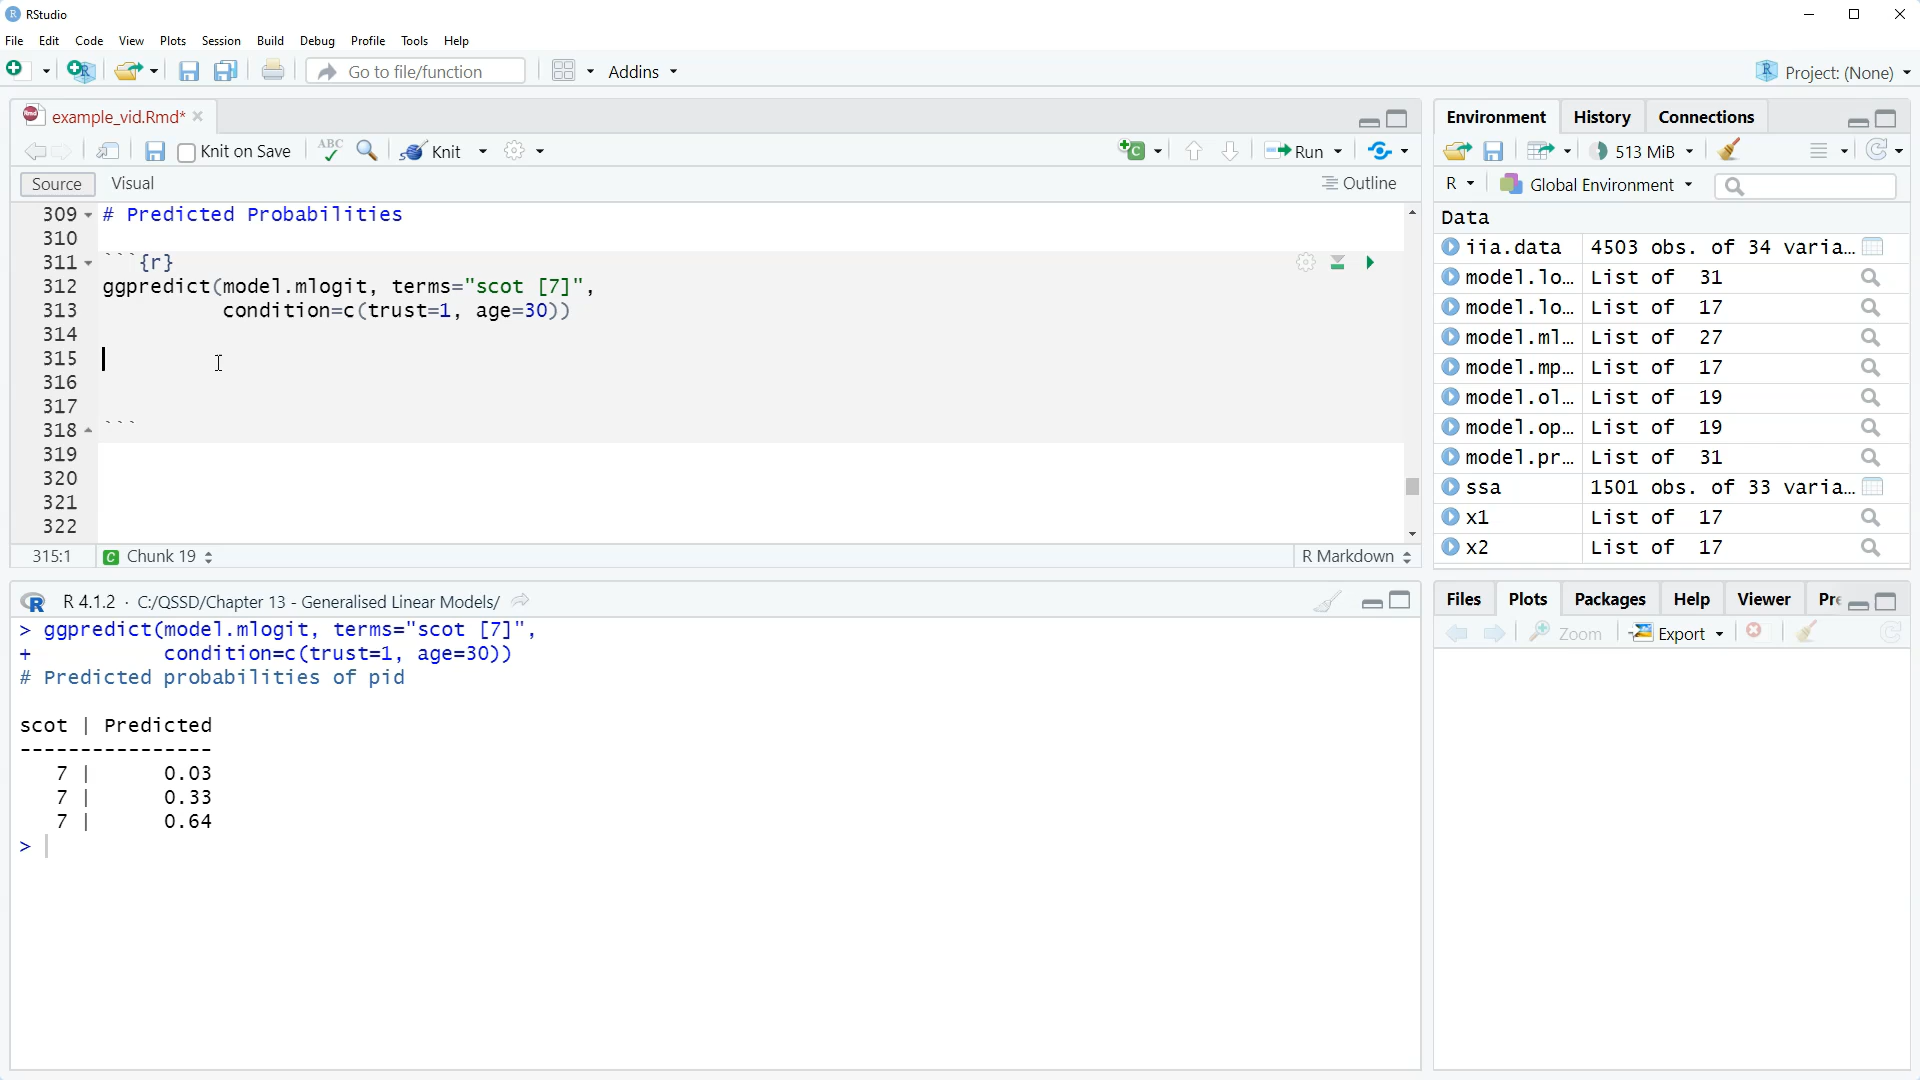 RStudio
File Edit Code View Plots Session Build Debug Profile Tools Help
Go to file/function Addins Project: (None)
example_vid.Rmd*
Knit on Save ABC Knit Run
Source Visual Outline
309 # Predicted Probabilities
310
311 ```{r}
312 ggpredict(model.mlogit, terms="scot [7]",
313 condition=c(trust=1, age=30))
314
315
316
317
318 ```
319
320
321
322
315:1 Chunk 19 R Markdown
R 4.1.2 · C:/QSSD/Chapter 13 - Generalised Linear Models/
> ggpredict(model.mlogit, terms="scot [7]",
+ condition=c(trust=1, age=30))
# Predicted probabilities of pid
scot | Predicted
----------------
7 | 0.03
7 | 0.33
7 | 0.64
>
Environment History Connections
513 MiB
R Global Environment
Data
iia.data 4503 obs. of 34 varia…
model.lo… List of 31
model.lo… List of 17
model.ml… List of 27
model.mp… List of 17
model.ol… List of 19
model.op… List of 19
model.pr… List of 31
ssa 1501 obs. of 33 varia…
x1 List of 17
x2 List of 17
Files Plots Packages Help Viewer Pre
Zoom Export